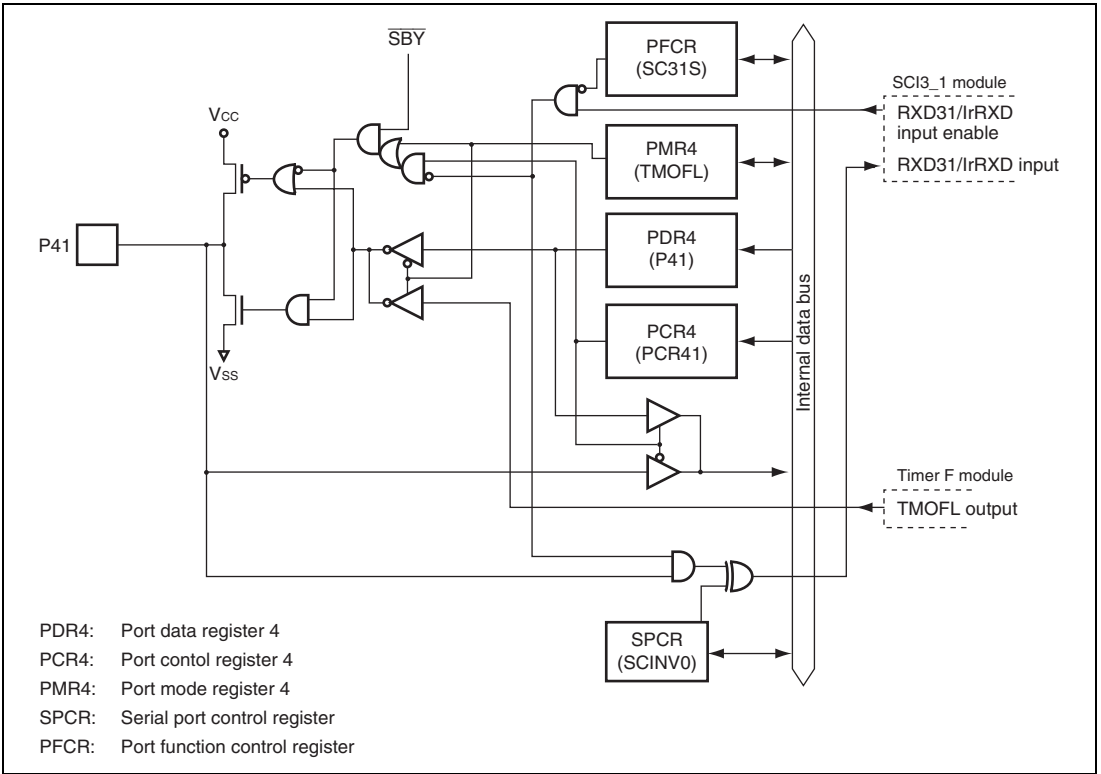 SBY
PFCR
(SC31S)
SCI3_1 module
RXD31/IrRXD
input enable
RXD31/IrRXD input
VCC
PMR4
(TMOFL)
P41
PDR4
(P41)
PCR4
(PCR41)
Internal data bus
VSS
Timer F module
TMOFL output
SPCR
(SCINV0)
PDR4: Port data register 4
PCR4: Port contol register 4
PMR4: Port mode register 4
SPCR: Serial port control register
PFCR: Port function control register